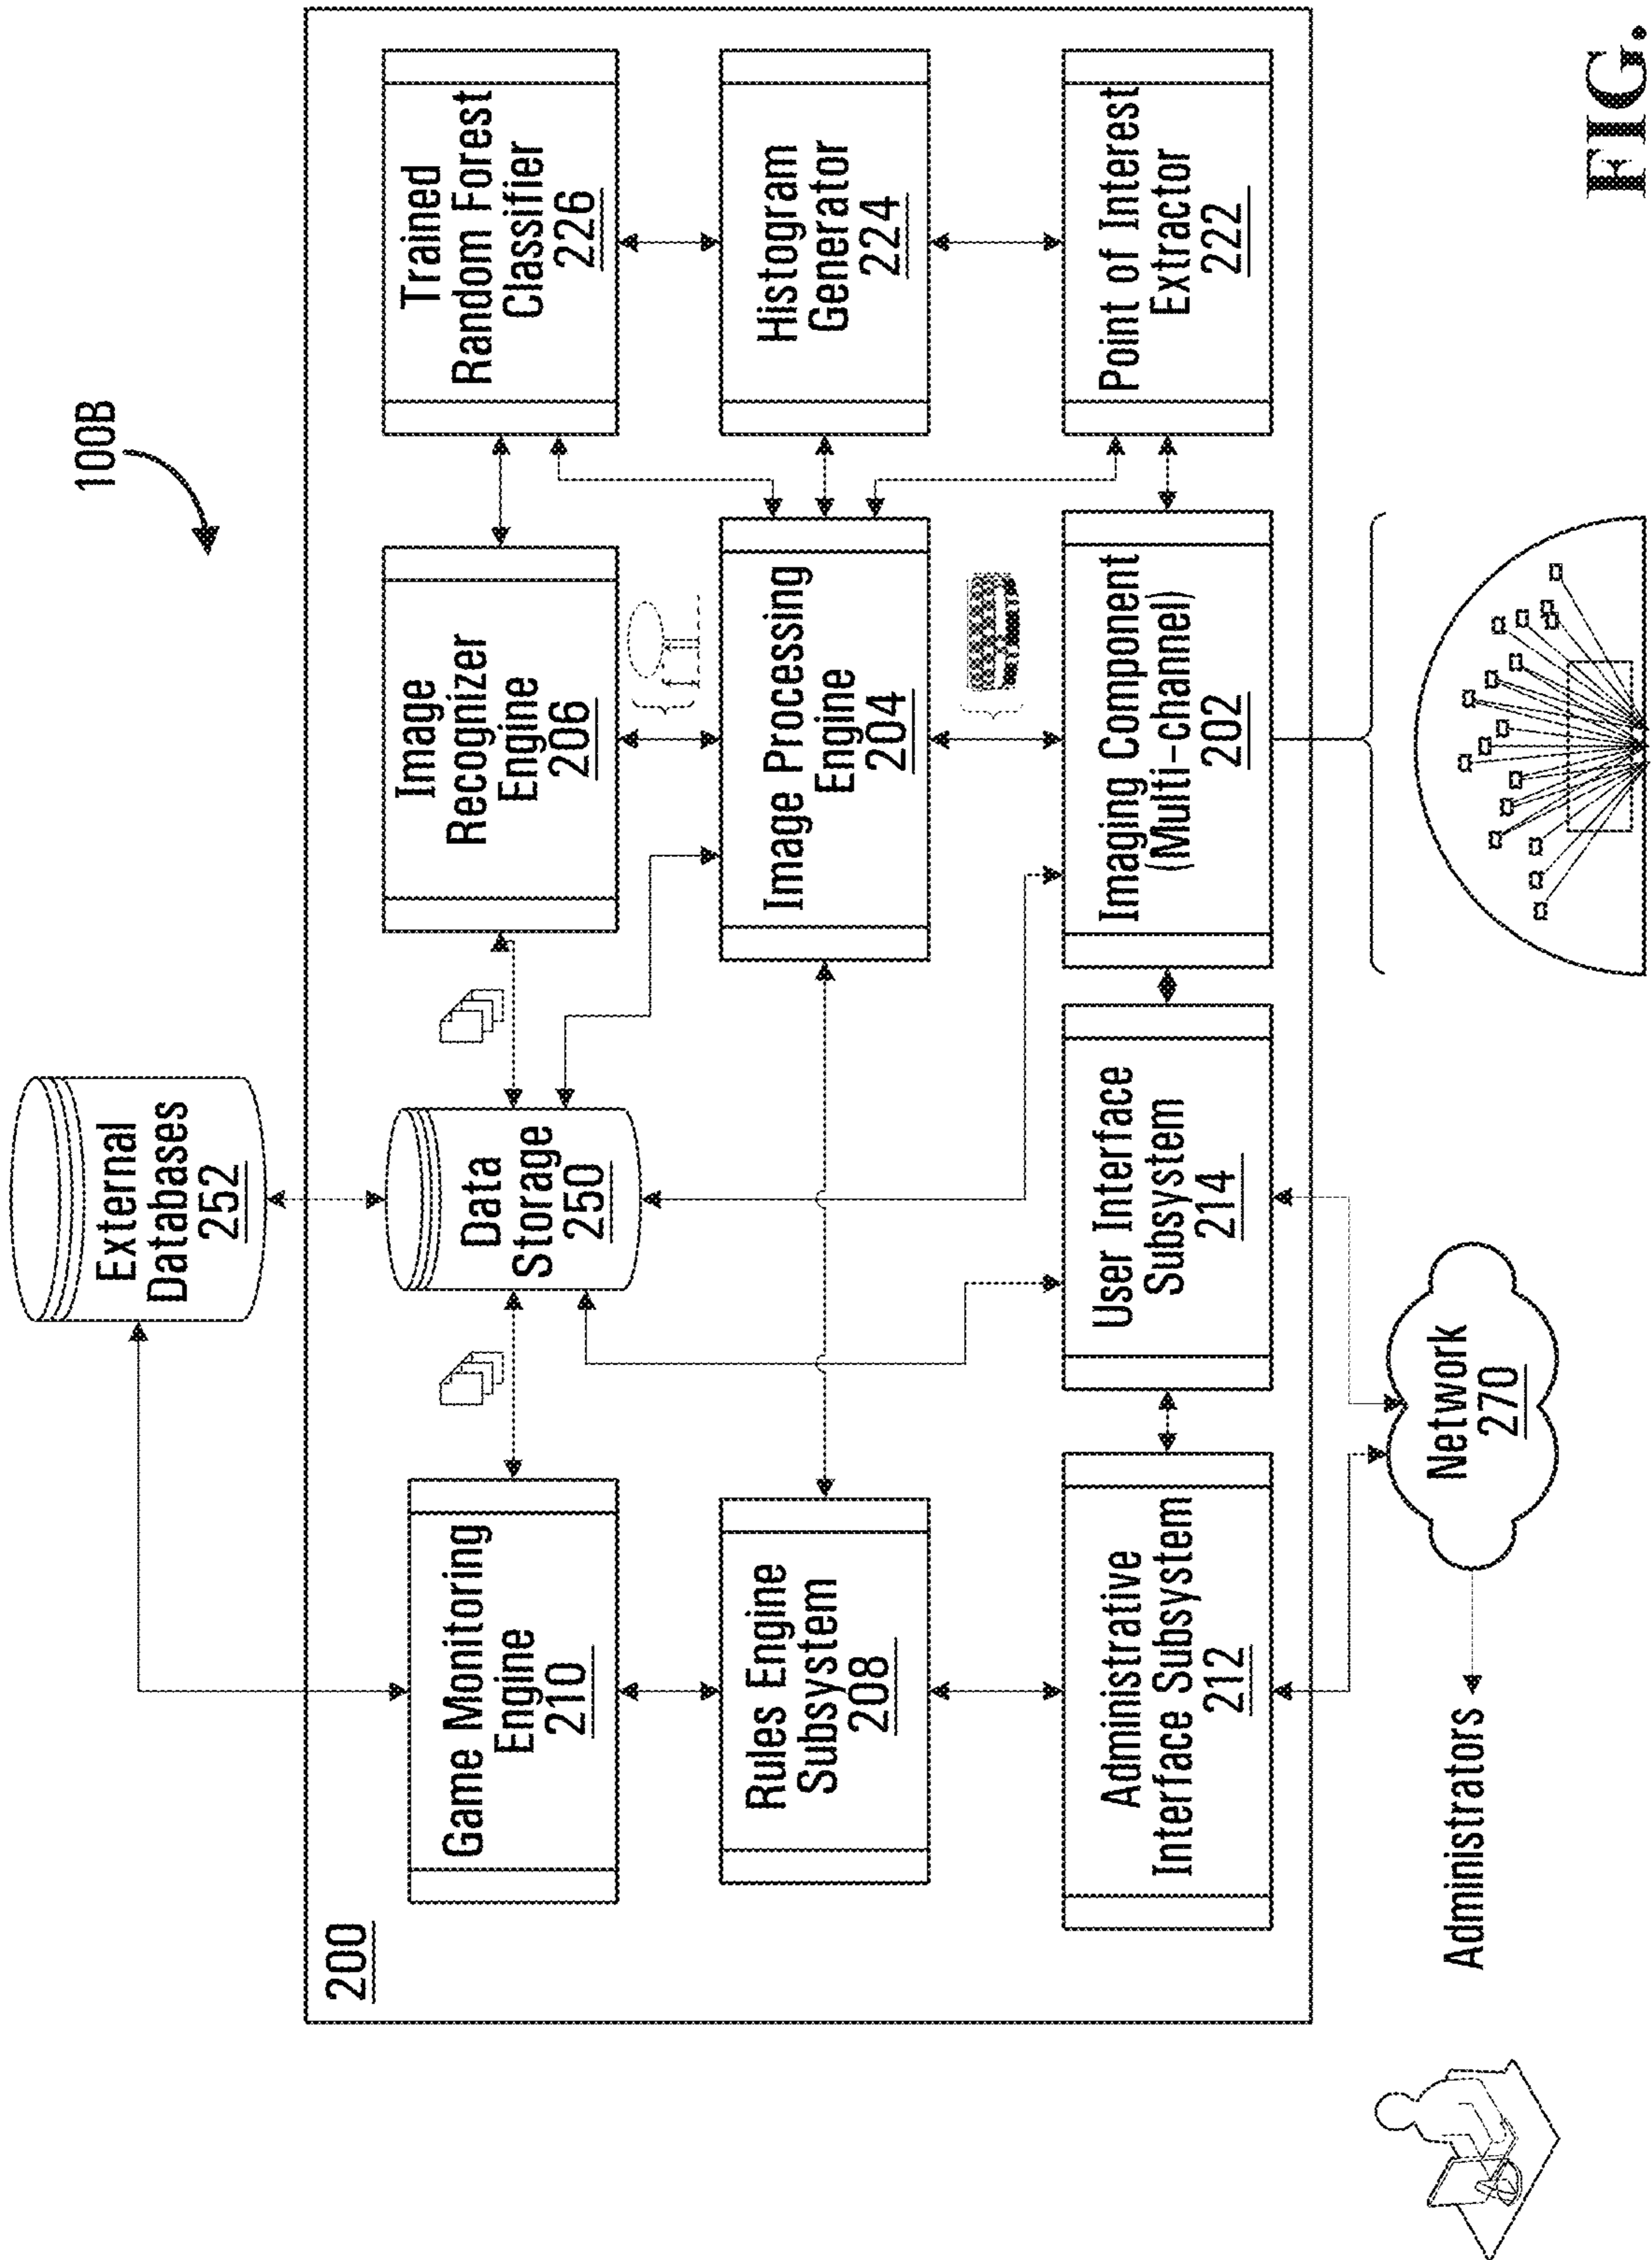 100B
External
Databases
252
200
Game Monitoring
Engine
210
Data
Storage
250
Image
Recognizer
Engine
206
Trained
Random Forest
Classifier
226
Rules Engine
Subsystem
208
Image Processing
Engine
204
Histogram
Generator
224
Administrative
Interface Subsystem
212
User Interface
Subsystem
214
Imaging Component
(Multi-channel)
202
Point of Interest
Extractor
222
Network
270
Administrators
FIG.